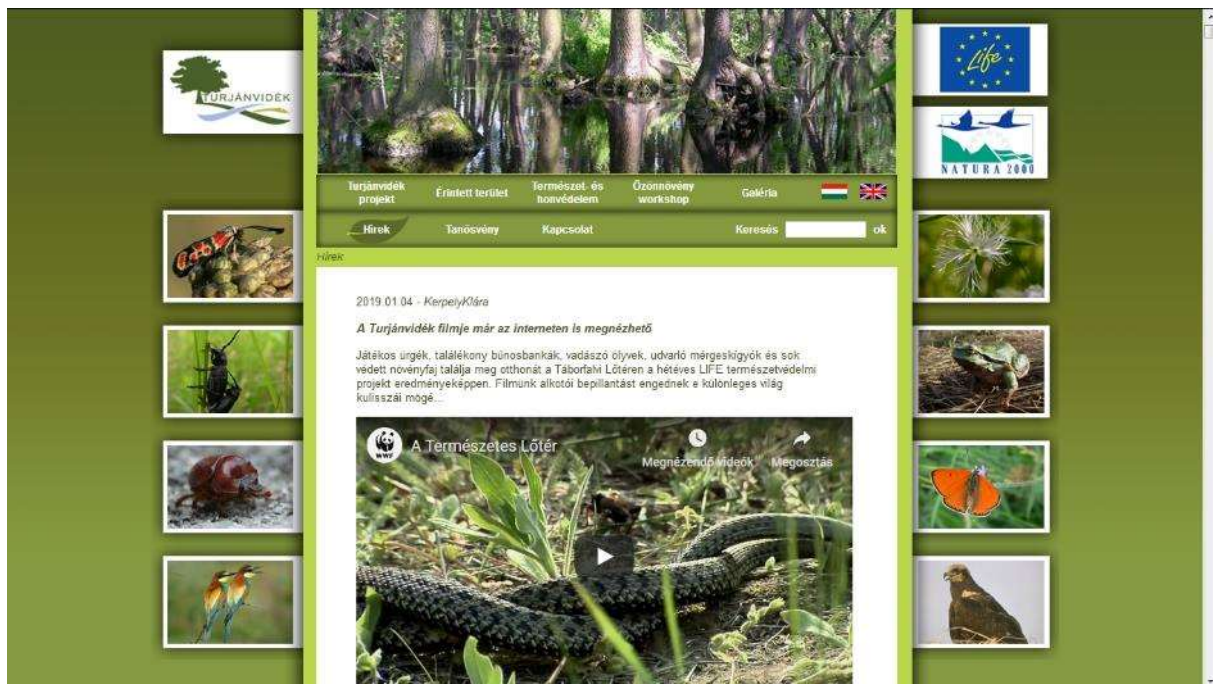 TURJÁNVIDÉK
Life
NATURA 2000
Turjánvidék projekt
Érintett terület
Természet- és honvédelem
Özönnövény workshop
Galéria
Hírek
Tanösvény
Kapcsolat
Keresés
ok
Hírek
2019.01.04 - KerpelyKlára
A Turjánvidék filmje már az interneten is megnézhető
Játékos ürgék, találékony búbosbankák, vadászó ölyvek, udvarló mérgeskígyók és sok
védett növényfaj találja meg otthonát a Táborfalvi Lőtéren a hétéves LIFE természetvédelmi
projekt eredményeképpen. Filmünk alkotói bepillantást engednek e különleges világ
kulisszái mögé...
WWF
A Természetes Lőtér
Megnézendő videók
Megosztás